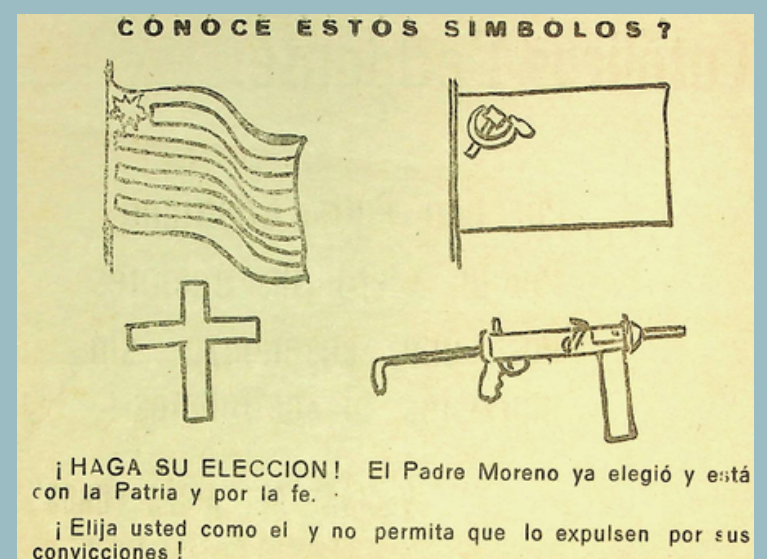 CONOCE ESTOS SIMBOLOS ?
¡ HAGA SU ELECCION ! El Padre Moreno ya elegió y está
con la Patria y por la fe.
¡ Elija usted como el y no permita que lo expulsen por sus
convicciones !